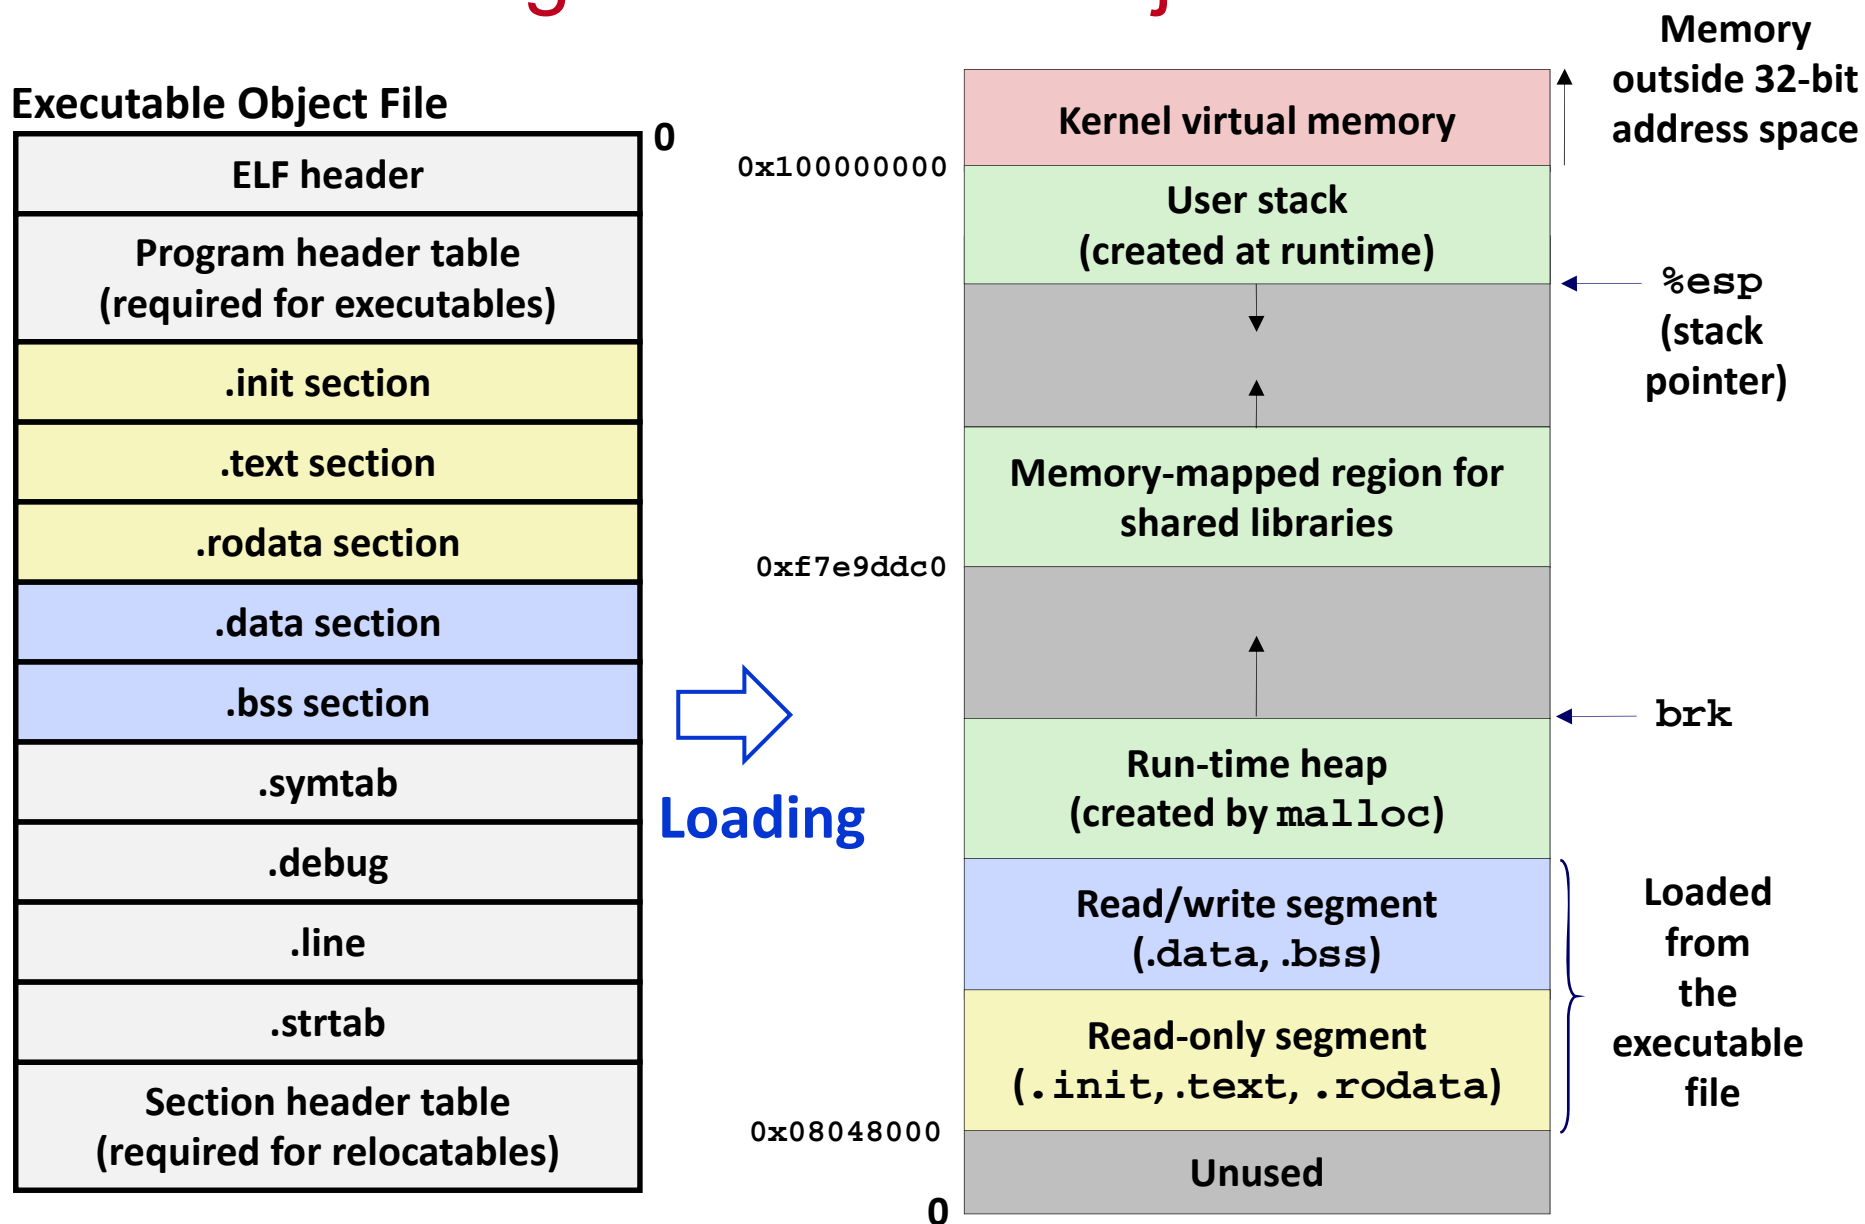 Executable Object File
0
ELF header
Program header table
(required for executables)
.init section
.text section
.rodata section
.data section
.bss section
.symtab
.debug
.line
.strtab
Section header table
(required for relocatables)
Loading
0x100000000
0xf7e9ddc0
0x08048000
0
Kernel virtual memory
User stack
(created at runtime)
Memory-mapped region for
shared libraries
Run-time heap
(created by malloc)
Read/write segment
(.data, .bss)
Read-only segment
(.init, .text, .rodata)
Unused
Memory
outside 32-bit
address space
%esp
(stack
pointer)
brk
Loaded
from
the
executable
file